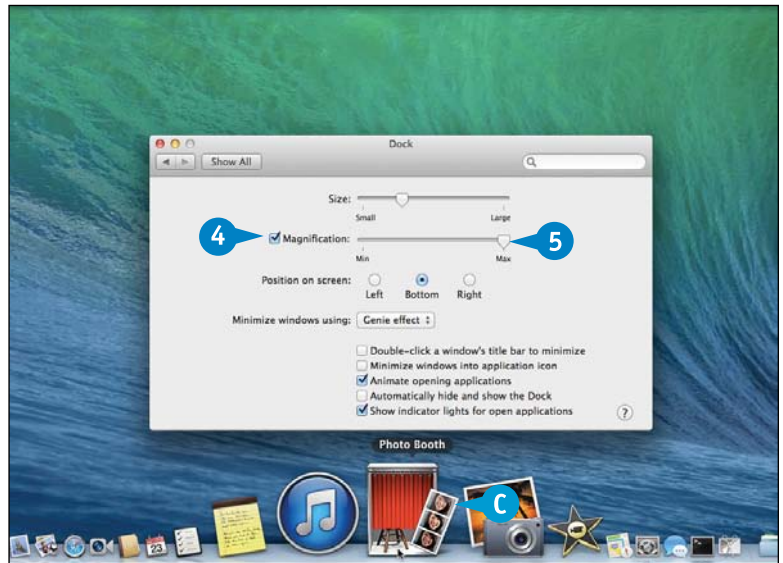 Dock
Show All
Size:
Small Large
4 Magnification: 5
Min Max
Position on screen:
Left Bottom Right
Minimize windows using: Genie effect
Double-click a window's title bar to minimize
Minimize windows into application icon
Animate opening applications
Automatically hide and show the Dock
Show indicator lights for open applications
?
Photo Booth
C
23